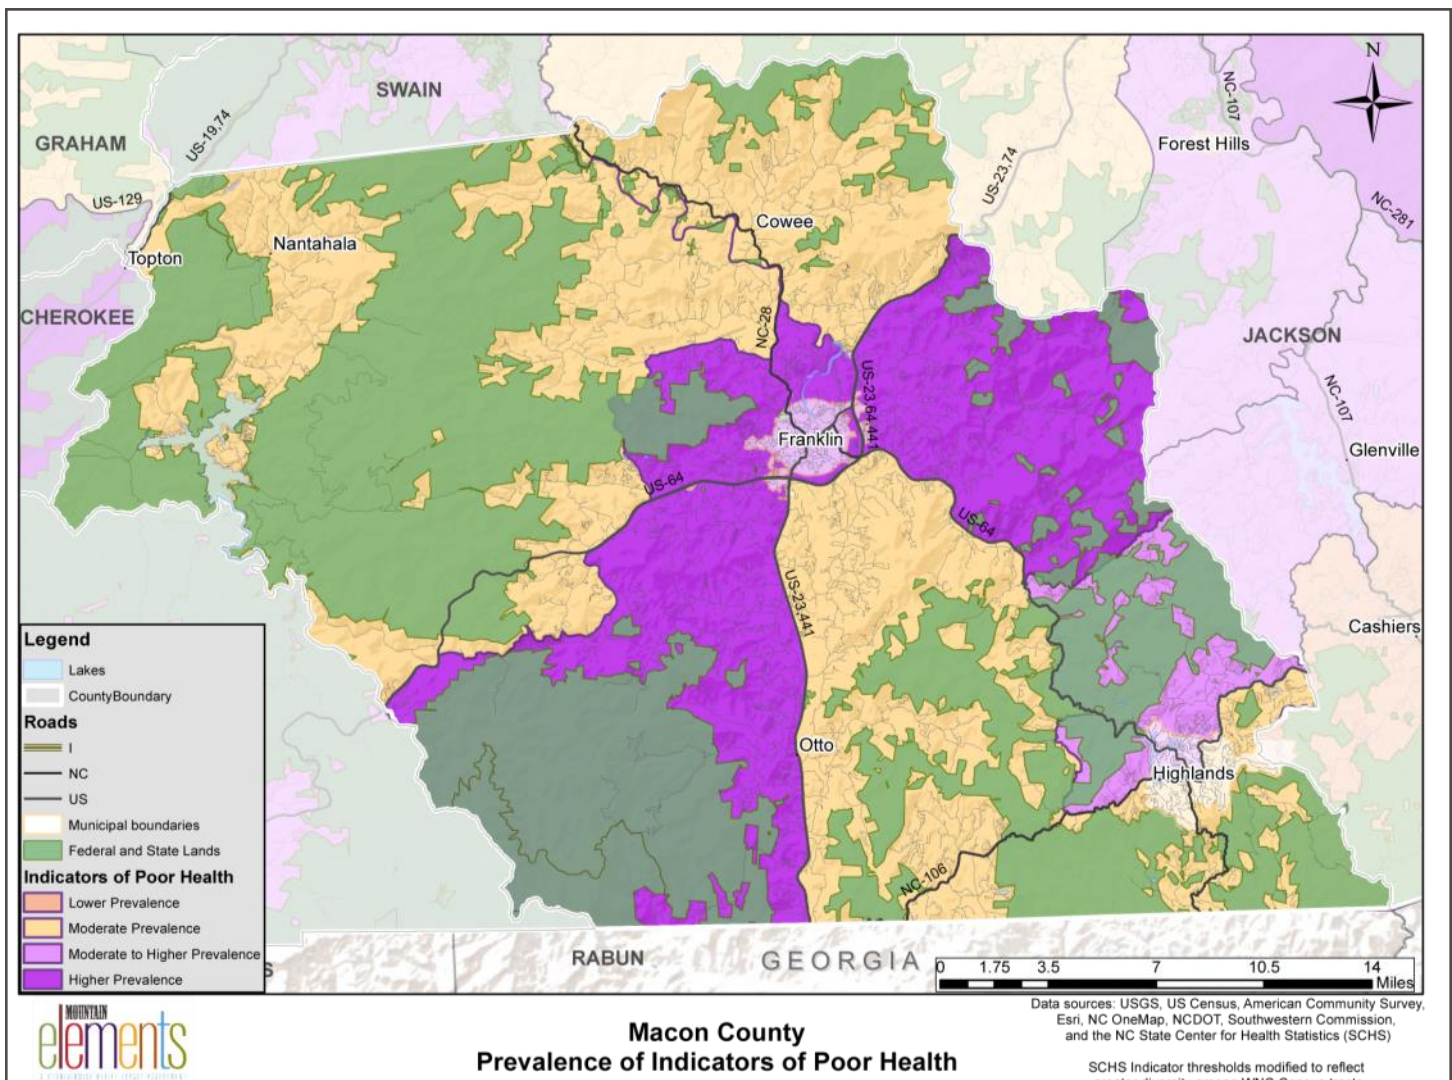 N
SWAIN
GRAHAM
US-19,74
US-129
Topton
Nantahala
CHEROKEE
Cowee
US-23,74
NC-107
Forest Hills
NC-281
JACKSON
NC-107
Glenville
NC-28
US-23,64,441
Franklin
US-64
US-64
US-23,441
Cashiers
Otto
Highlands
NC-106
RABUN
GEORGIA
Legend
Lakes
CountyBoundary
Roads
I
NC
US
Municipal boundaries
Federal and State Lands
Indicators of Poor Health
Lower Prevalence
Moderate Prevalence
Moderate to Higher Prevalence
Higher Prevalence
0 1.75 3.5 7 10.5 14
Miles
MOUNTAIN
elements
Macon County
Prevalence of Indicators of Poor Health
Data sources: USGS, US Census, American Community Survey,
Esri, NC OneMap, NCDOT, Southwestern Commission,
and the NC State Center for Health Statistics (SCHS)
SCHS Indicator thresholds modified to reflect